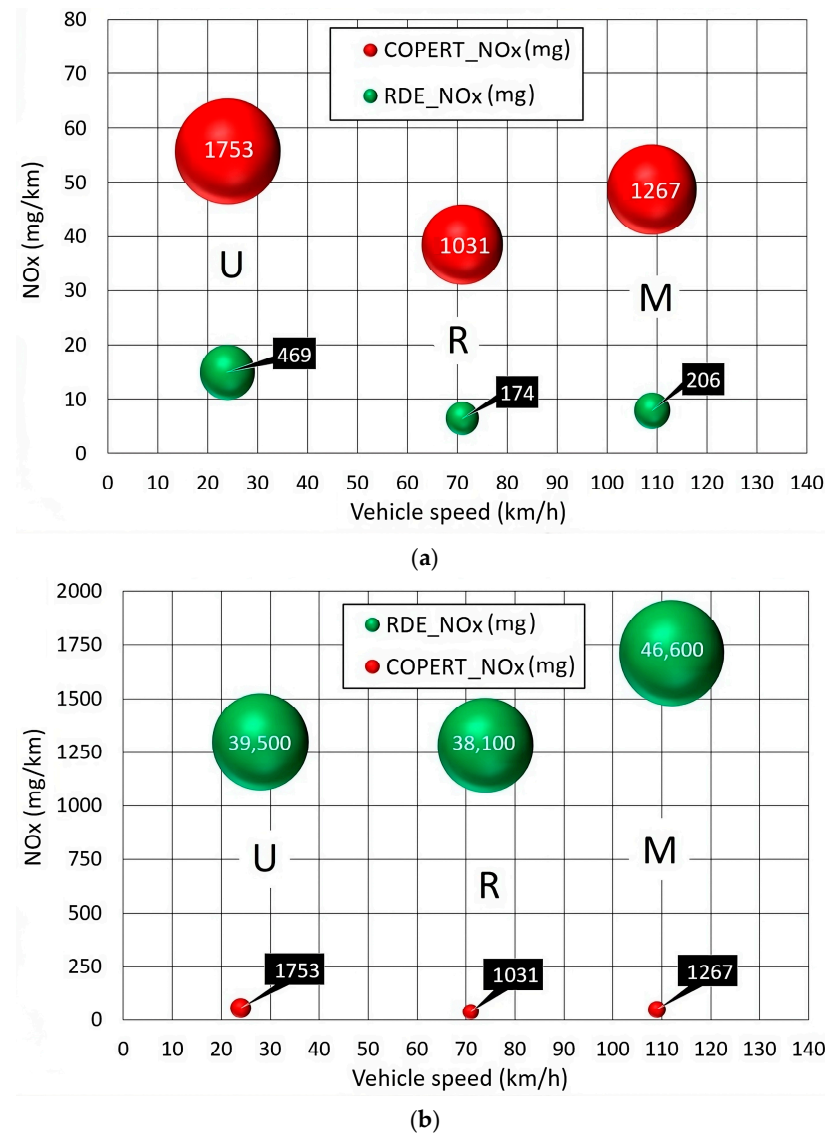 80
COPERT_NOx (mg)
RDE_NOx (mg)
70
60
1753
50
1267
40
1031
NOx (mg/km)
U
30
M
R
20
469
206
174
10
0
0 10 20 30 40 50 60 70 80 90 100 110 120 130 140
Vehicle speed (km/h)
(a)
2000
RDE_NOx (mg)
COPERT_NOx (mg)
1750
46,600
1500
39,500
38,100
1250
1000
NOx (mg/km)
U
M
750
R
500
250
1753
1031
1267
0
0 10 20 30 40 50 60 70 80 90 100 110 120 130 140
Vehicle speed (km/h)
(b)